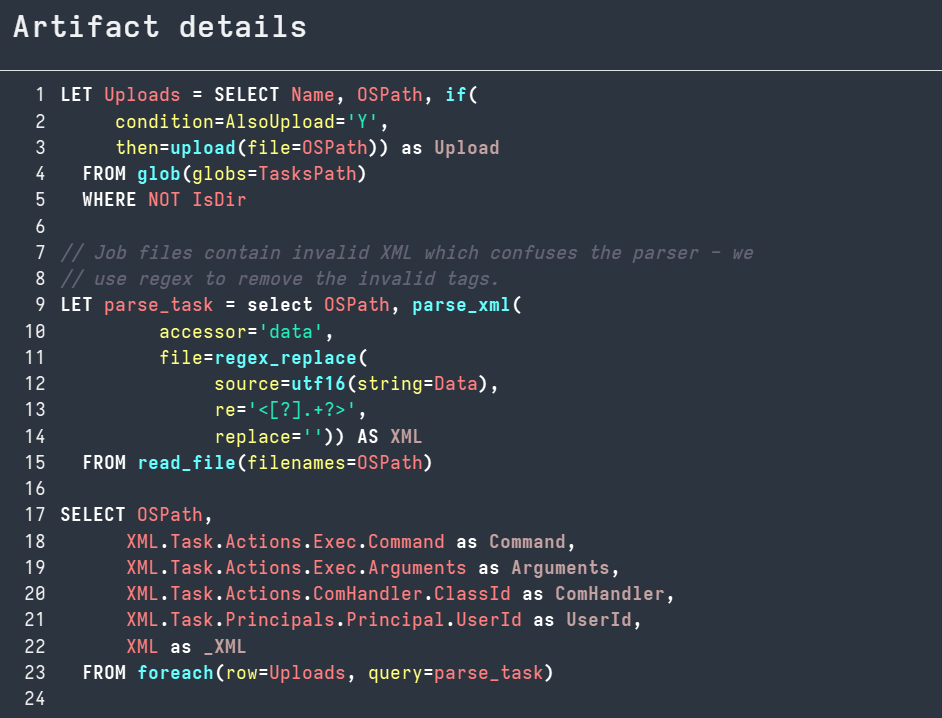 Artifact details
1 LET Uploads = SELECT Name, OSPath, if(
2      condition=AlsoUpload='Y',
3      then=upload(file=OSPath)) as Upload
4   FROM glob(globs=TasksPath)
5   WHERE NOT IsDir
6
7 // Job files contain invalid XML which confuses the parser - we
8 // use regex to remove the invalid tags.
9 LET parse_task = select OSPath, parse_xml(
10          accessor='data',
11          file=regex_replace(
12               source=utf16(string=Data),
13               re='<[?].+?>',
14               replace='')) AS XML
15   FROM read_file(filenames=OSPath)
16
17 SELECT OSPath,
18       XML.Task.Actions.Exec.Command as Command,
19       XML.Task.Actions.Exec.Arguments as Arguments,
20       XML.Task.Actions.ComHandler.ClassId as ComHandler,
21       XML.Task.Principals.Principal.UserId as UserId,
22       XML as _XML
23   FROM foreach(row=Uploads, query=parse_task)
24